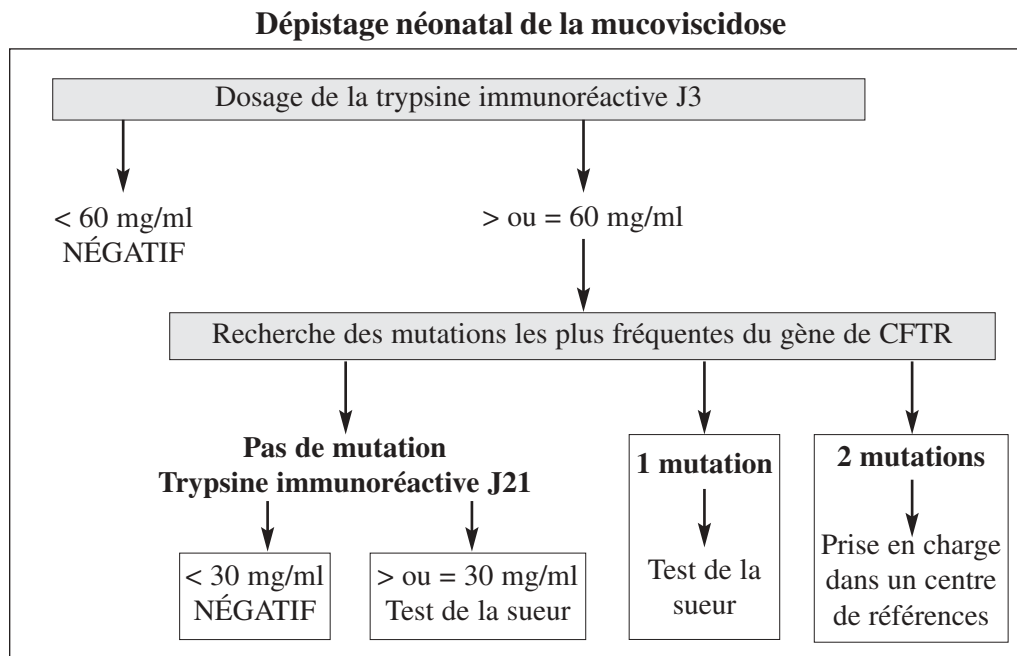 Dépistage néonatal de la mucoviscidose
Dosage de la trypsine immunoréactive J3
< 60 mg/ml
NÉGATIF
> ou = 60 mg/ml
Recherche des mutations les plus fréquentes du gène de CFTR
Pas de mutation
Trypsine immunoréactive J21
< 30 mg/ml
NÉGATIF
> ou = 30 mg/ml
Test de la sueur
1 mutation
Test de la
sueur
2 mutations
Prise en charge
dans un centre
de références